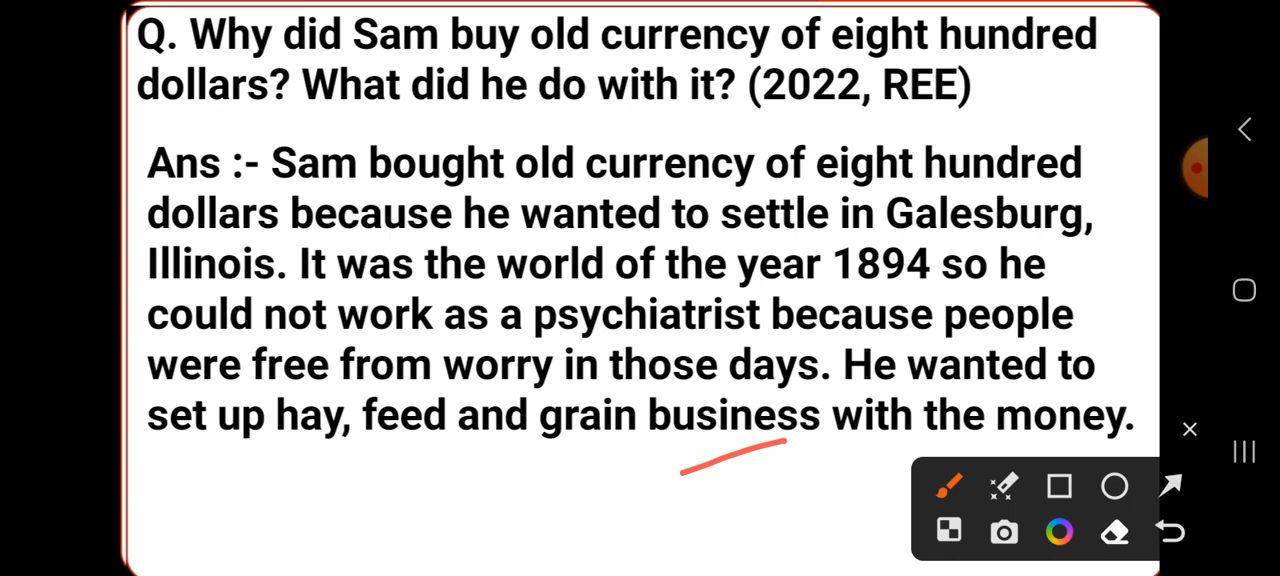 Q. Why did Sam buy old currency of eight hundred
dollars? What did he do with it? (2022, REE)
Ans :- Sam bought old currency of eight hundred
dollars because he wanted to settle in Galesburg,
Illinois. It was the world of the year 1894 so he
could not work as a psychiatrist because people
were free from worry in those days. He wanted to
set up hay, feed and grain business with the money.